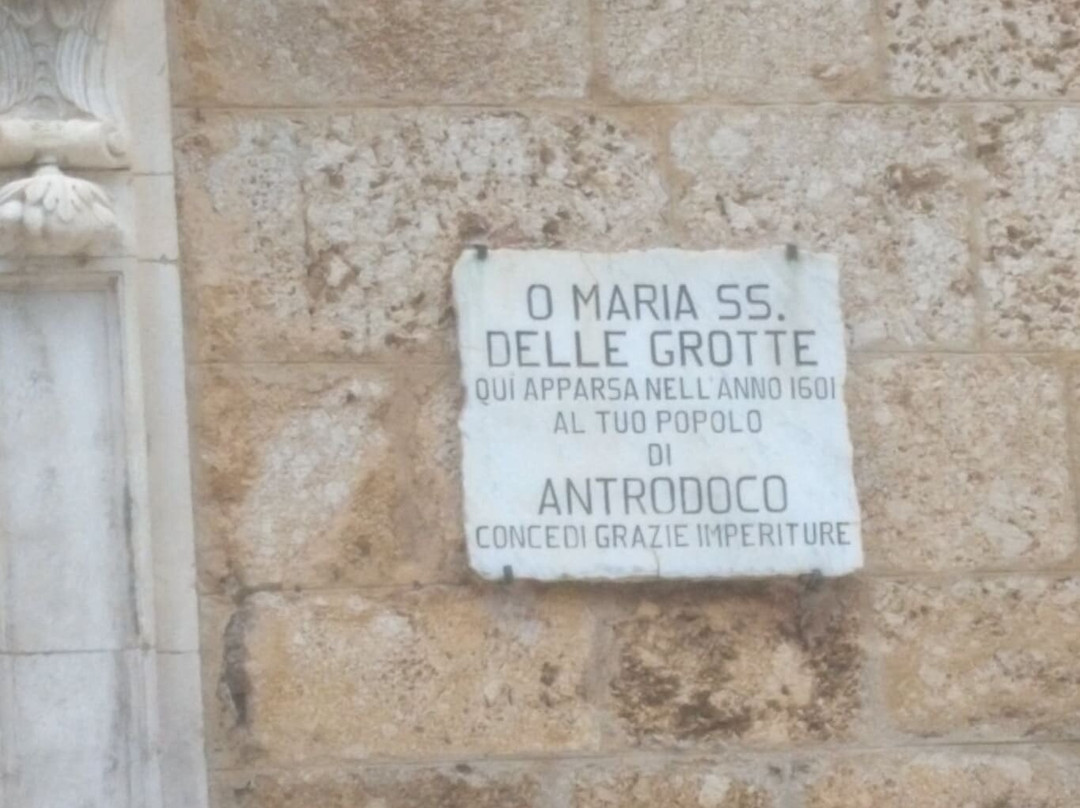 O MARIA SS.
DELLE GROTTE
QUI APPARSA NELL'ANNO 1601
AL TUO POPOLO
DI
ANTRODOCO
CONCEDI GRAZIE IMPERITURE